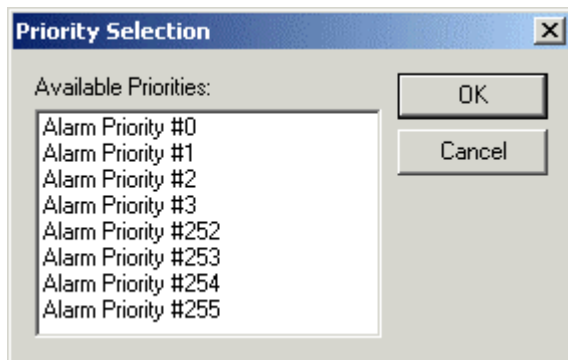 Priority Selection
Available Priorities:
OK
Cancel
Alarm Priority #0
Alarm Priority #1
Alarm Priority #2
Alarm Priority #3
Alarm Priority #252
Alarm Priority #253
Alarm Priority #254
Alarm Priority #255